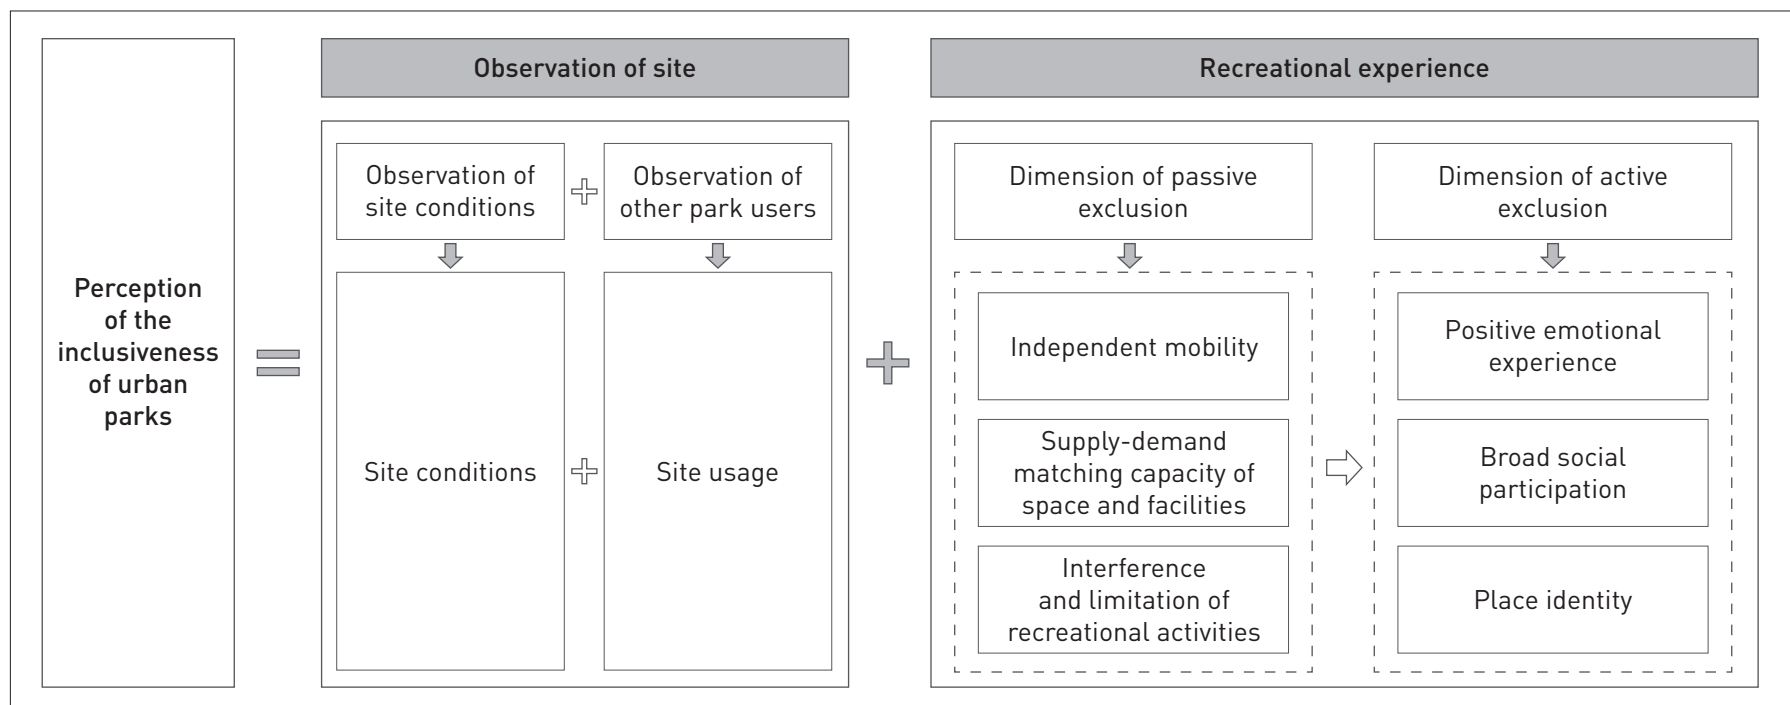 Perception
of the
inclusiveness
of urban
parks
Observation of site
Observation of
site conditions
Observation of
other park users
Site conditions
Site usage
Recreational experience
Dimension of passive
exclusion
Independent mobility
Supply-demand
matching capacity of
space and facilities
Interference
and limitation of
recreational activities
Dimension of active
exclusion
Positive emotional
experience
Broad social
participation
Place identity